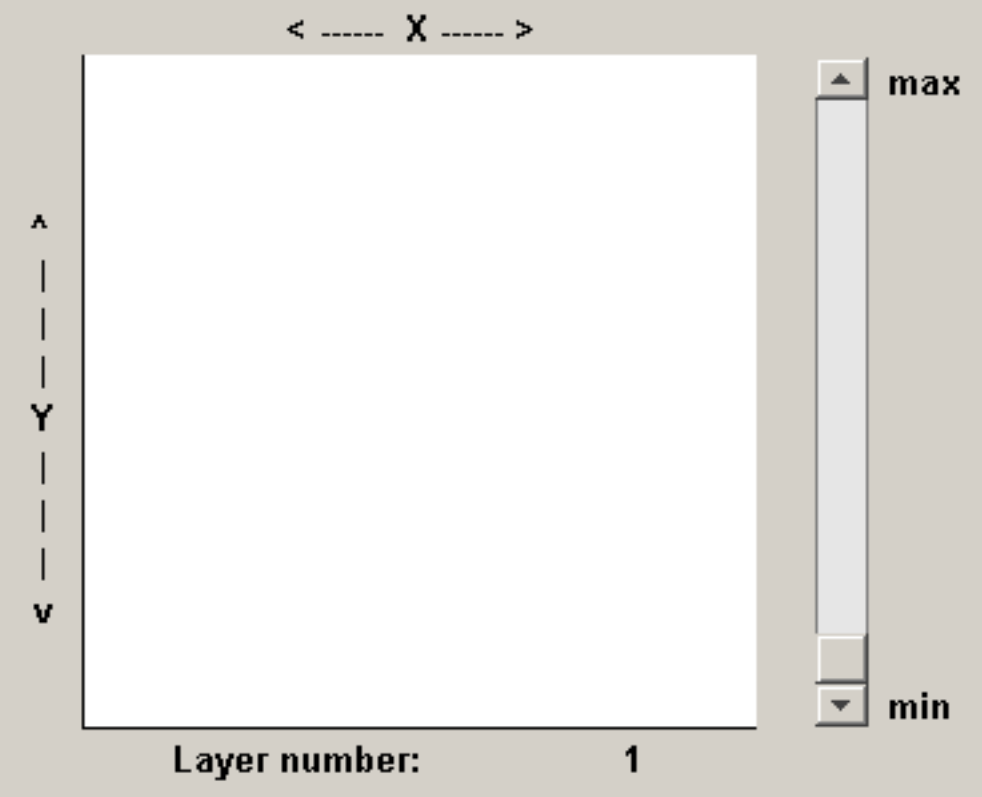 < ------ X ------ >
max
^
|
|
|
Y
|
|
|
v
min
Layer number: 1